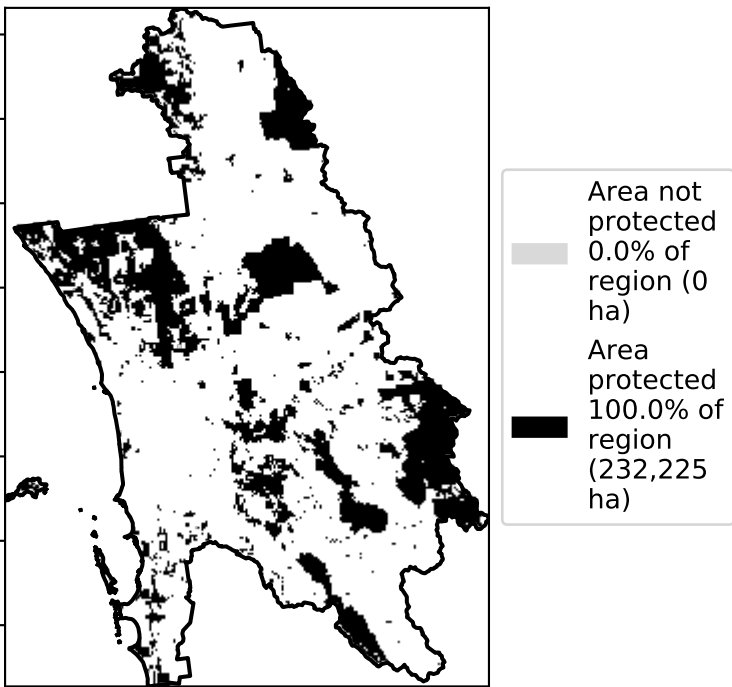 Area not
protected
0.0% of
region (0
ha)
Area
protected
100.0% of
region
(232,225
ha)